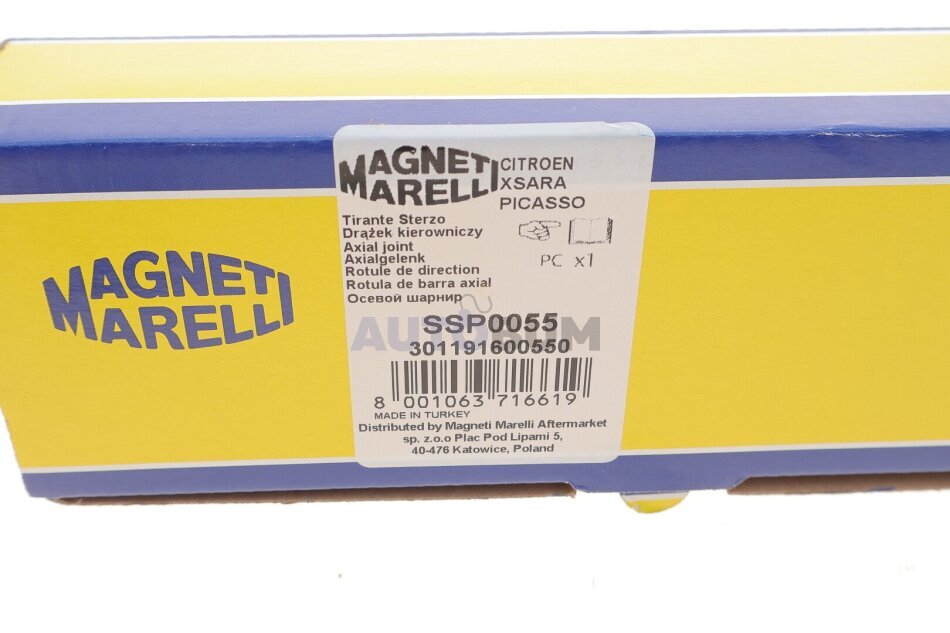 MAGNETI
MARELLI
MAGNETI
MARELLI
CITROEN
XSARA
PICASSO
Tirante Sterzo
Drążek kierowniczy
Axial joint
Axialgelenk
Rotule de direction
Rotula de barra axial
Осевой шарнир
PC x1
AUTOBUM
SSP0055
301191600550
8 001063 716619
MADE IN TURKEY
Distributed by Magneti Marelli Aftermarket
sp. z.o.o Plac Pod Lipami 5,
40-476 Katowice, Poland